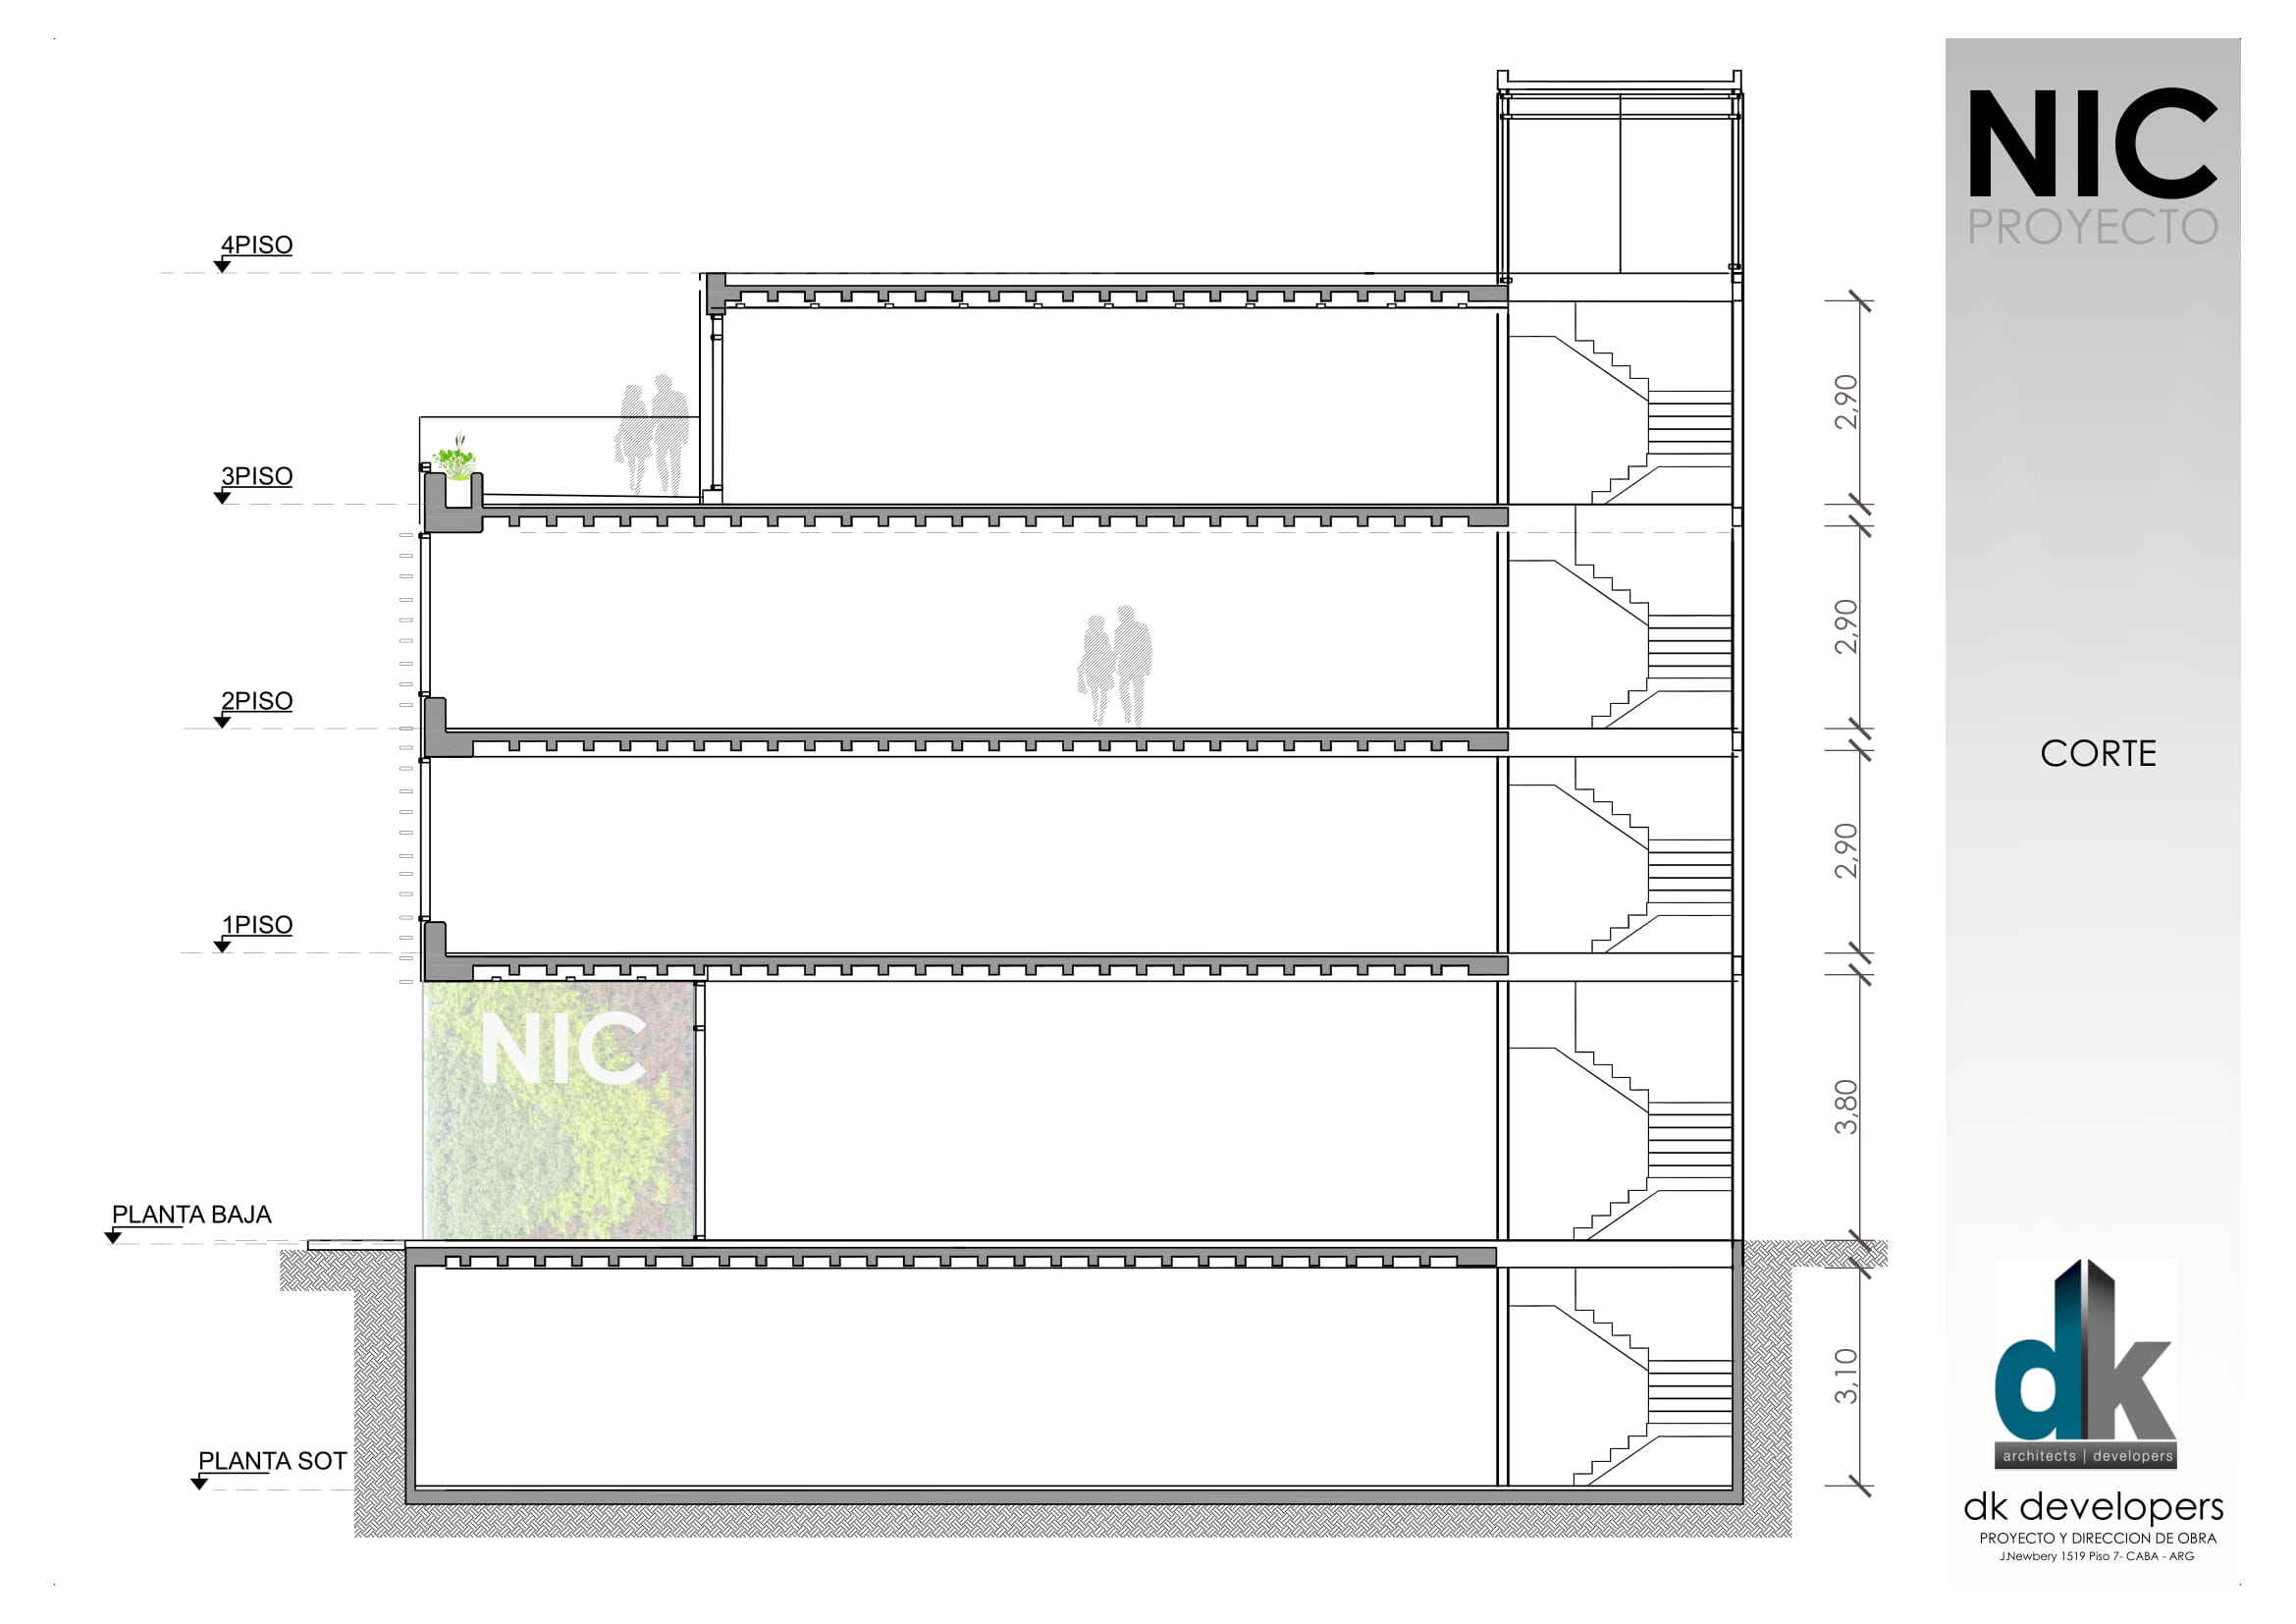 4PISO
3PISO
2PISO
1PISO
PLANTA BAJA
PLANTA SOT
NIC
2,90
2,90
2,90
3,80
3,10
NIC
PROYECTO
CORTE
dk
architects | developers
dk developers
PROYECTO Y DIRECCION DE OBRA
J.Newbery 1519 Piso 7- CABA - ARG